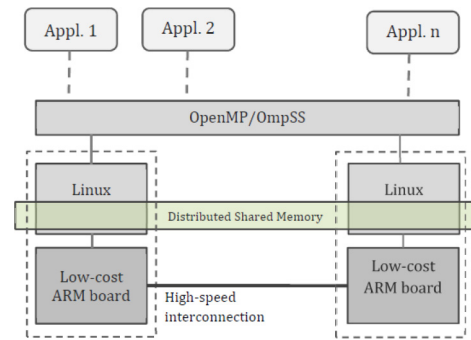 Appl. 1
Appl. 2
Appl. n
OpenMP/OmpSS
Linux
Linux
Distributed Shared Memory
Low-cost
ARM board
Low-cost
ARM board
High-speed
interconnection